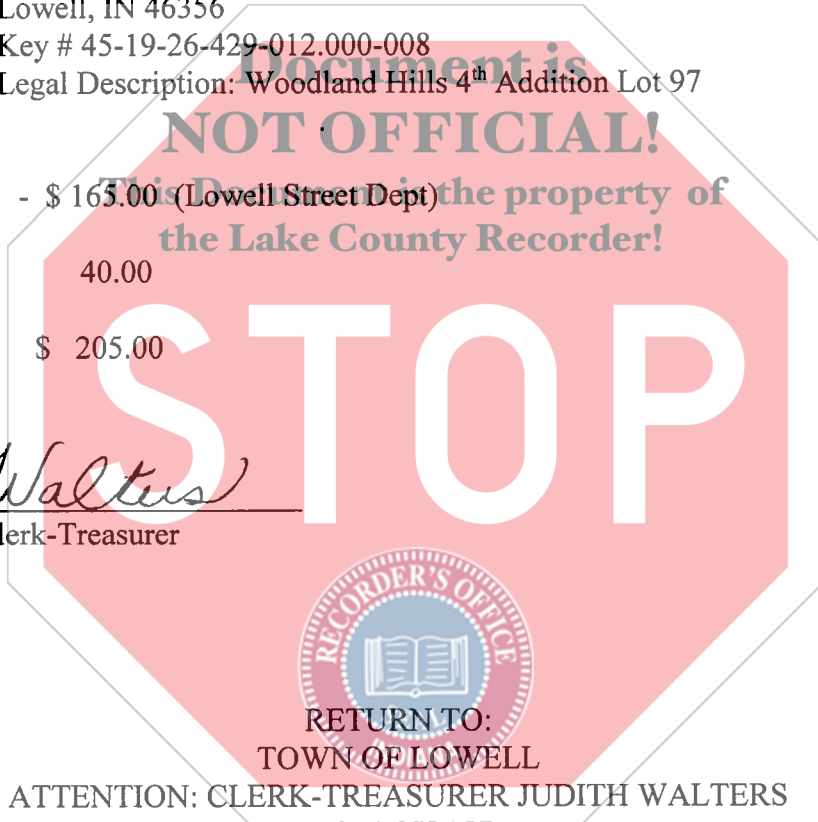 Lowell, IN 46356
Key # 45-19-26-429-012.000-008
Document is
Legal Description: Woodland Hills 4th Addition Lot 97
NOT OFFICIAL!
- $ 165.00 (Lowell Street Dept)
This Document is the property of
the Lake County Recorder!
40.00
$ 205.00
STOP
Walters
lerk-Treasurer
RECORDER'S OFFICE
RETURN TO:
TOWN OF LOWELL
ATTENTION: CLERK-TREASURER JUDITH WALTERS